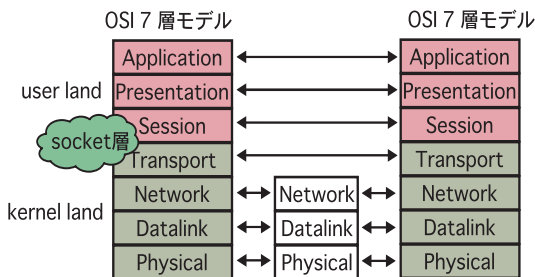 OSI 7 層モデル
OSI 7 層モデル
Application
Application
user land
Presentation
Presentation
Session
Session
socket層
Transport
Transport
Network
Network
Network
kernel land
Datalink
Datalink
Datalink
Physical
Physical
Physical